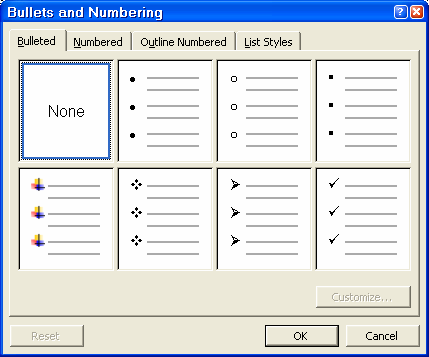 Bullets and Numbering
Bulleted Numbered Outline Numbered List Styles
None
Customize...
Reset OK Cancel